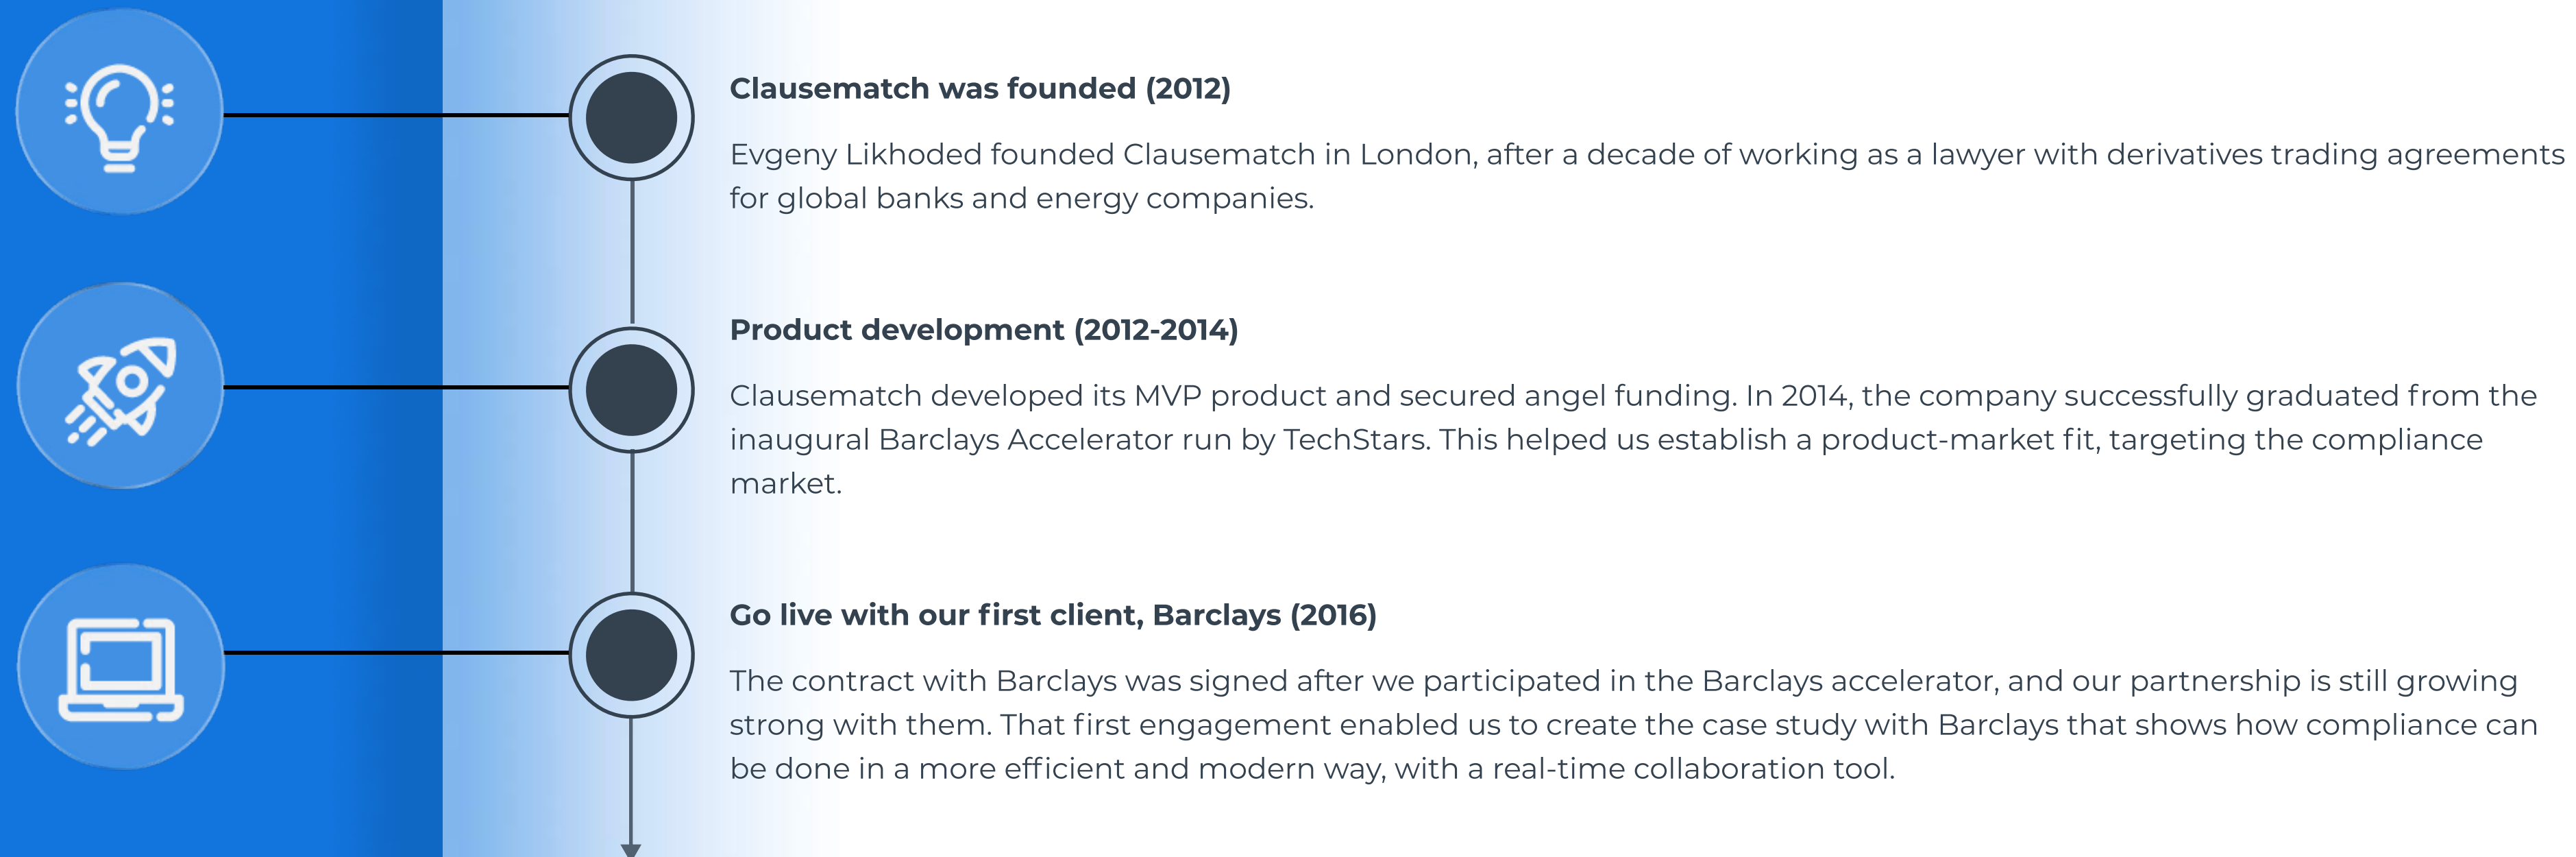 Clausematch was founded (2012)
Evgeny Likhoded founded Clausematch in London, after a decade of working as a lawyer with derivatives trading agreements
for global banks and energy companies.
Product development (2012-2014)
Clausematch developed its MVP product and secured angel funding. In 2014, the company successfully graduated from the
inaugural Barclays Accelerator run by TechStars. This helped us establish a product-market fit, targeting the compliance
market.
Go live with our first client, Barclays (2016)
The contract with Barclays was signed after we participated in the Barclays accelerator, and our partnership is still growing
strong with them. That first engagement enabled us to create the case study with Barclays that shows how compliance can
be done in a more efficient and modern way, with a real-time collaboration tool.